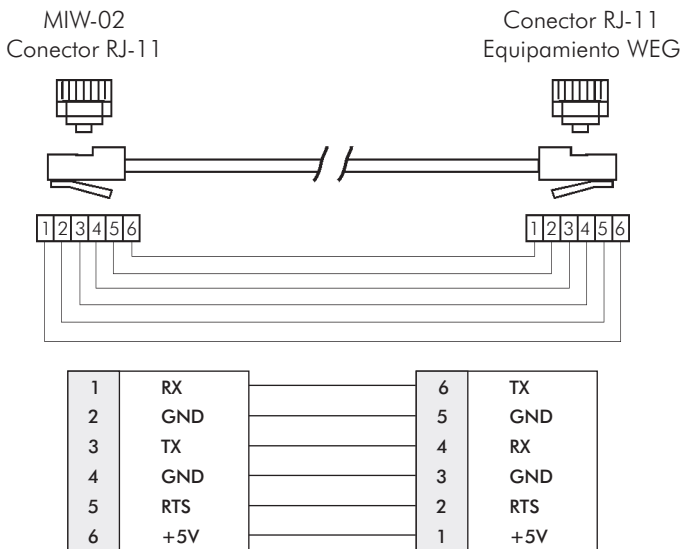 MIW-02
Conector RJ-11
Conector RJ-11
Equipamiento WEG
1 2 3 4 5 6
1 2 3 4 5 6
1 RX 6 TX
2 GND 5 GND
3 TX 4 RX
4 GND 3 GND
5 RTS 2 RTS
6 +5V 1 +5V